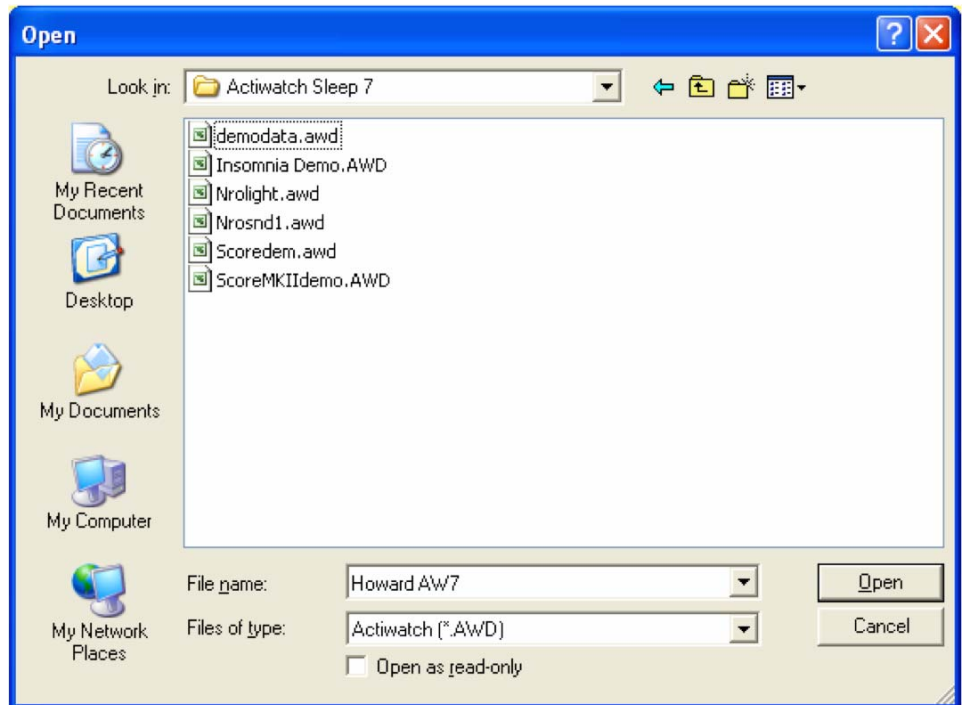 Open
Look in:
Actiwatch Sleep 7
demodata.awd
Insomnia Demo.AWD
Nrolight.awd
Nrosnd1.awd
Scoredem.awd
ScoreMKIIdemo.AWD
My Recent
Documents
Desktop
My Documents
My Computer
My Network
Places
File name:
Howard AW7
Open
Files of type:
Actiwatch (*.AWD)
Cancel
Open as read-only